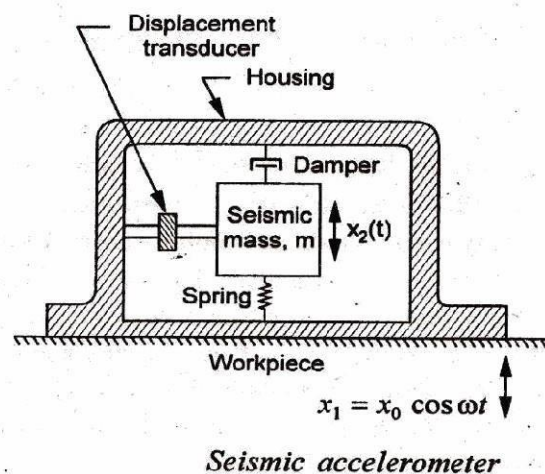 Displacement
transducer
Housing
Damper
Seismic
mass, m
x₂(t)
Spring
Workpiece
x₁ = x₀ cos ωt
Seismic accelerometer